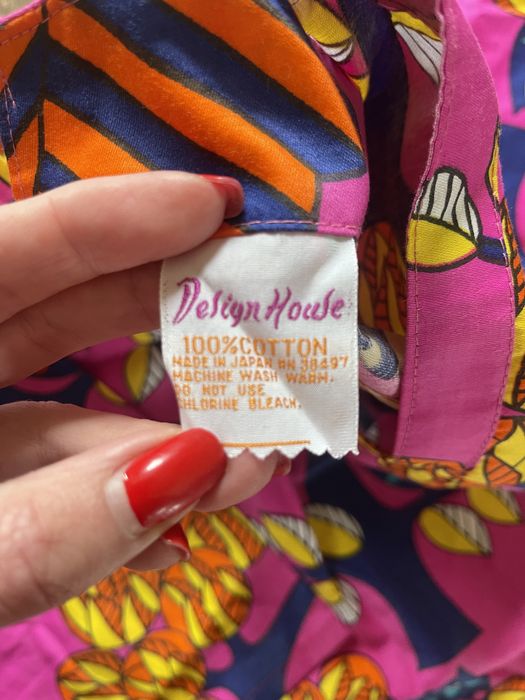 Design House
100% COTTON
MADE IN JAPAN RN 38497
MACHINE WASH WARM.
DO NOT USE
CHLORINE BLEACH.